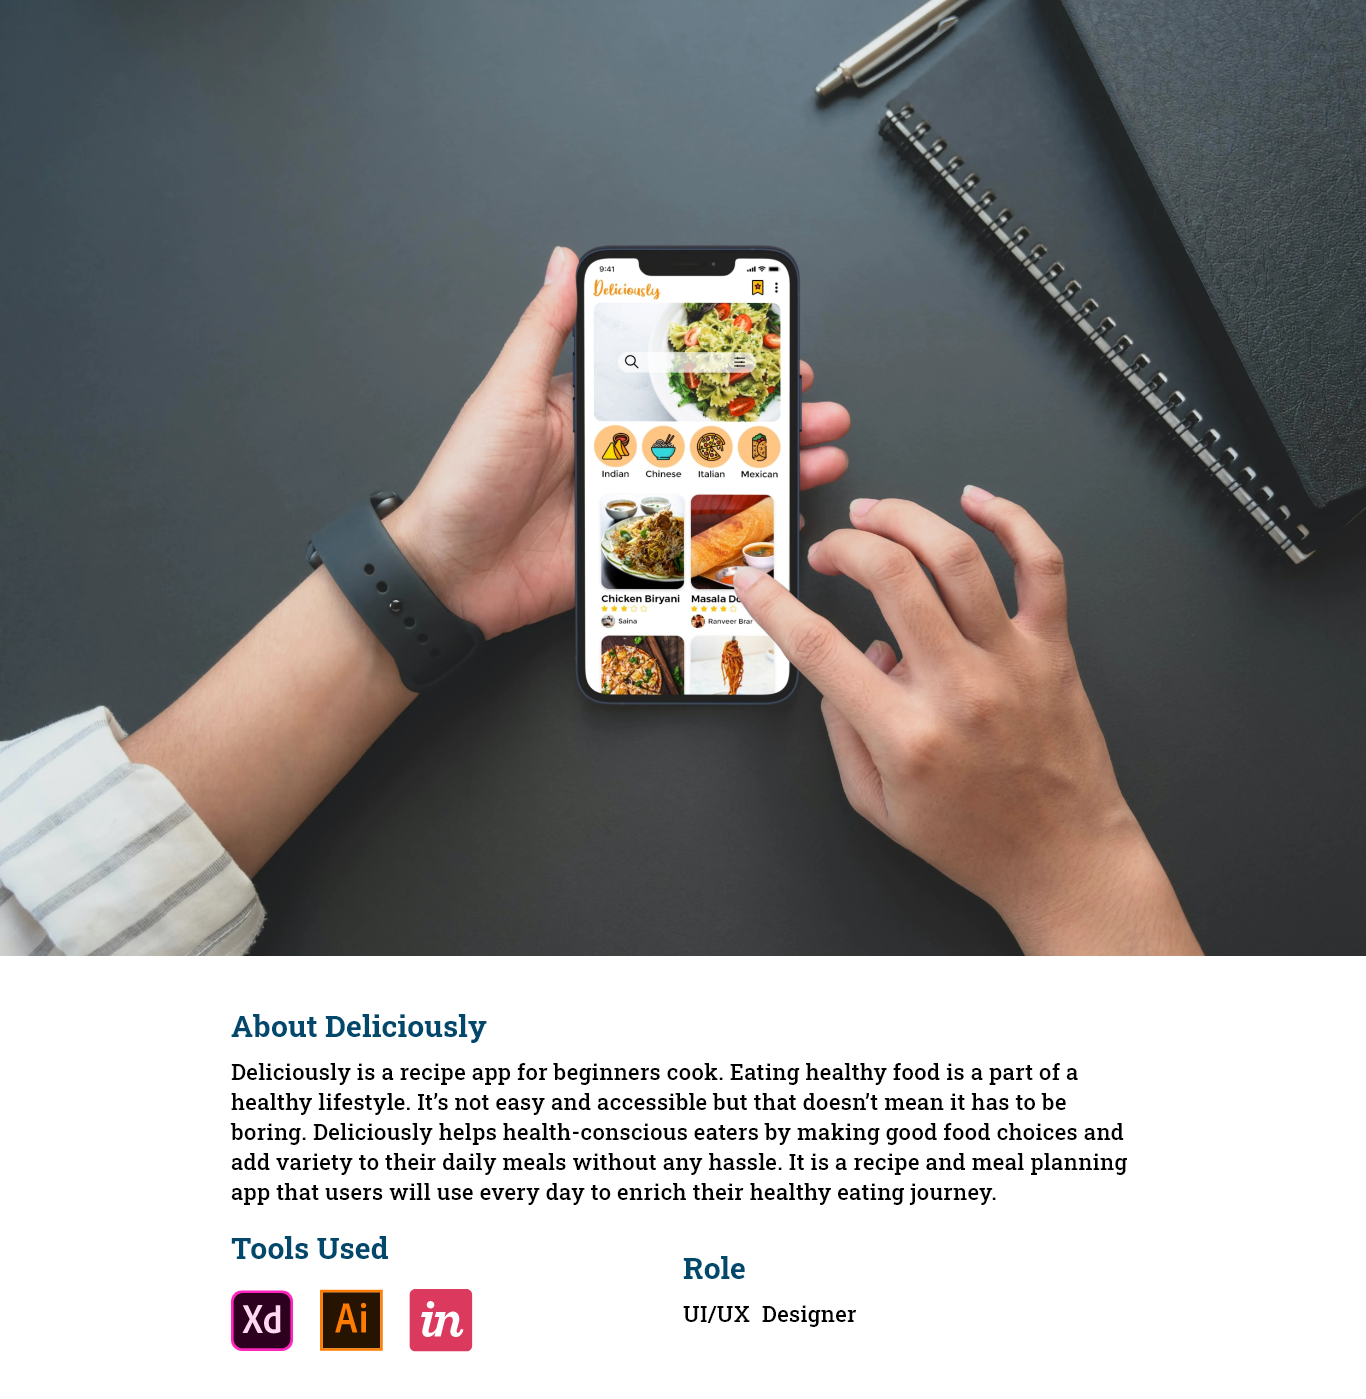 9:41
Deliciously
Indian Chinese Italian Mexican
Chicken Biryani Masala Do
Saina Ranveer Brar
About Deliciously
Deliciously is a recipe app for beginners cook. Eating healthy food is a part of a
healthy lifestyle. It’s not easy and accessible but that doesn’t mean it has to be
boring. Deliciously helps health-conscious eaters by making good food choices and
add variety to their daily meals without any hassle. It is a recipe and meal planning
app that users will use every day to enrich their healthy eating journey.
Tools Used
Role
Xd Ai in
UI/UX Designer